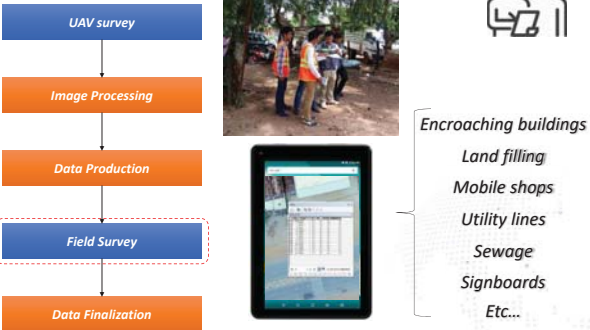 UAV survey
Image Processing
Data Production
Field Survey
Data Finalization
Encroaching buildings
Land filling
Mobile shops
Utility lines
Sewage
Signboards
Etc...